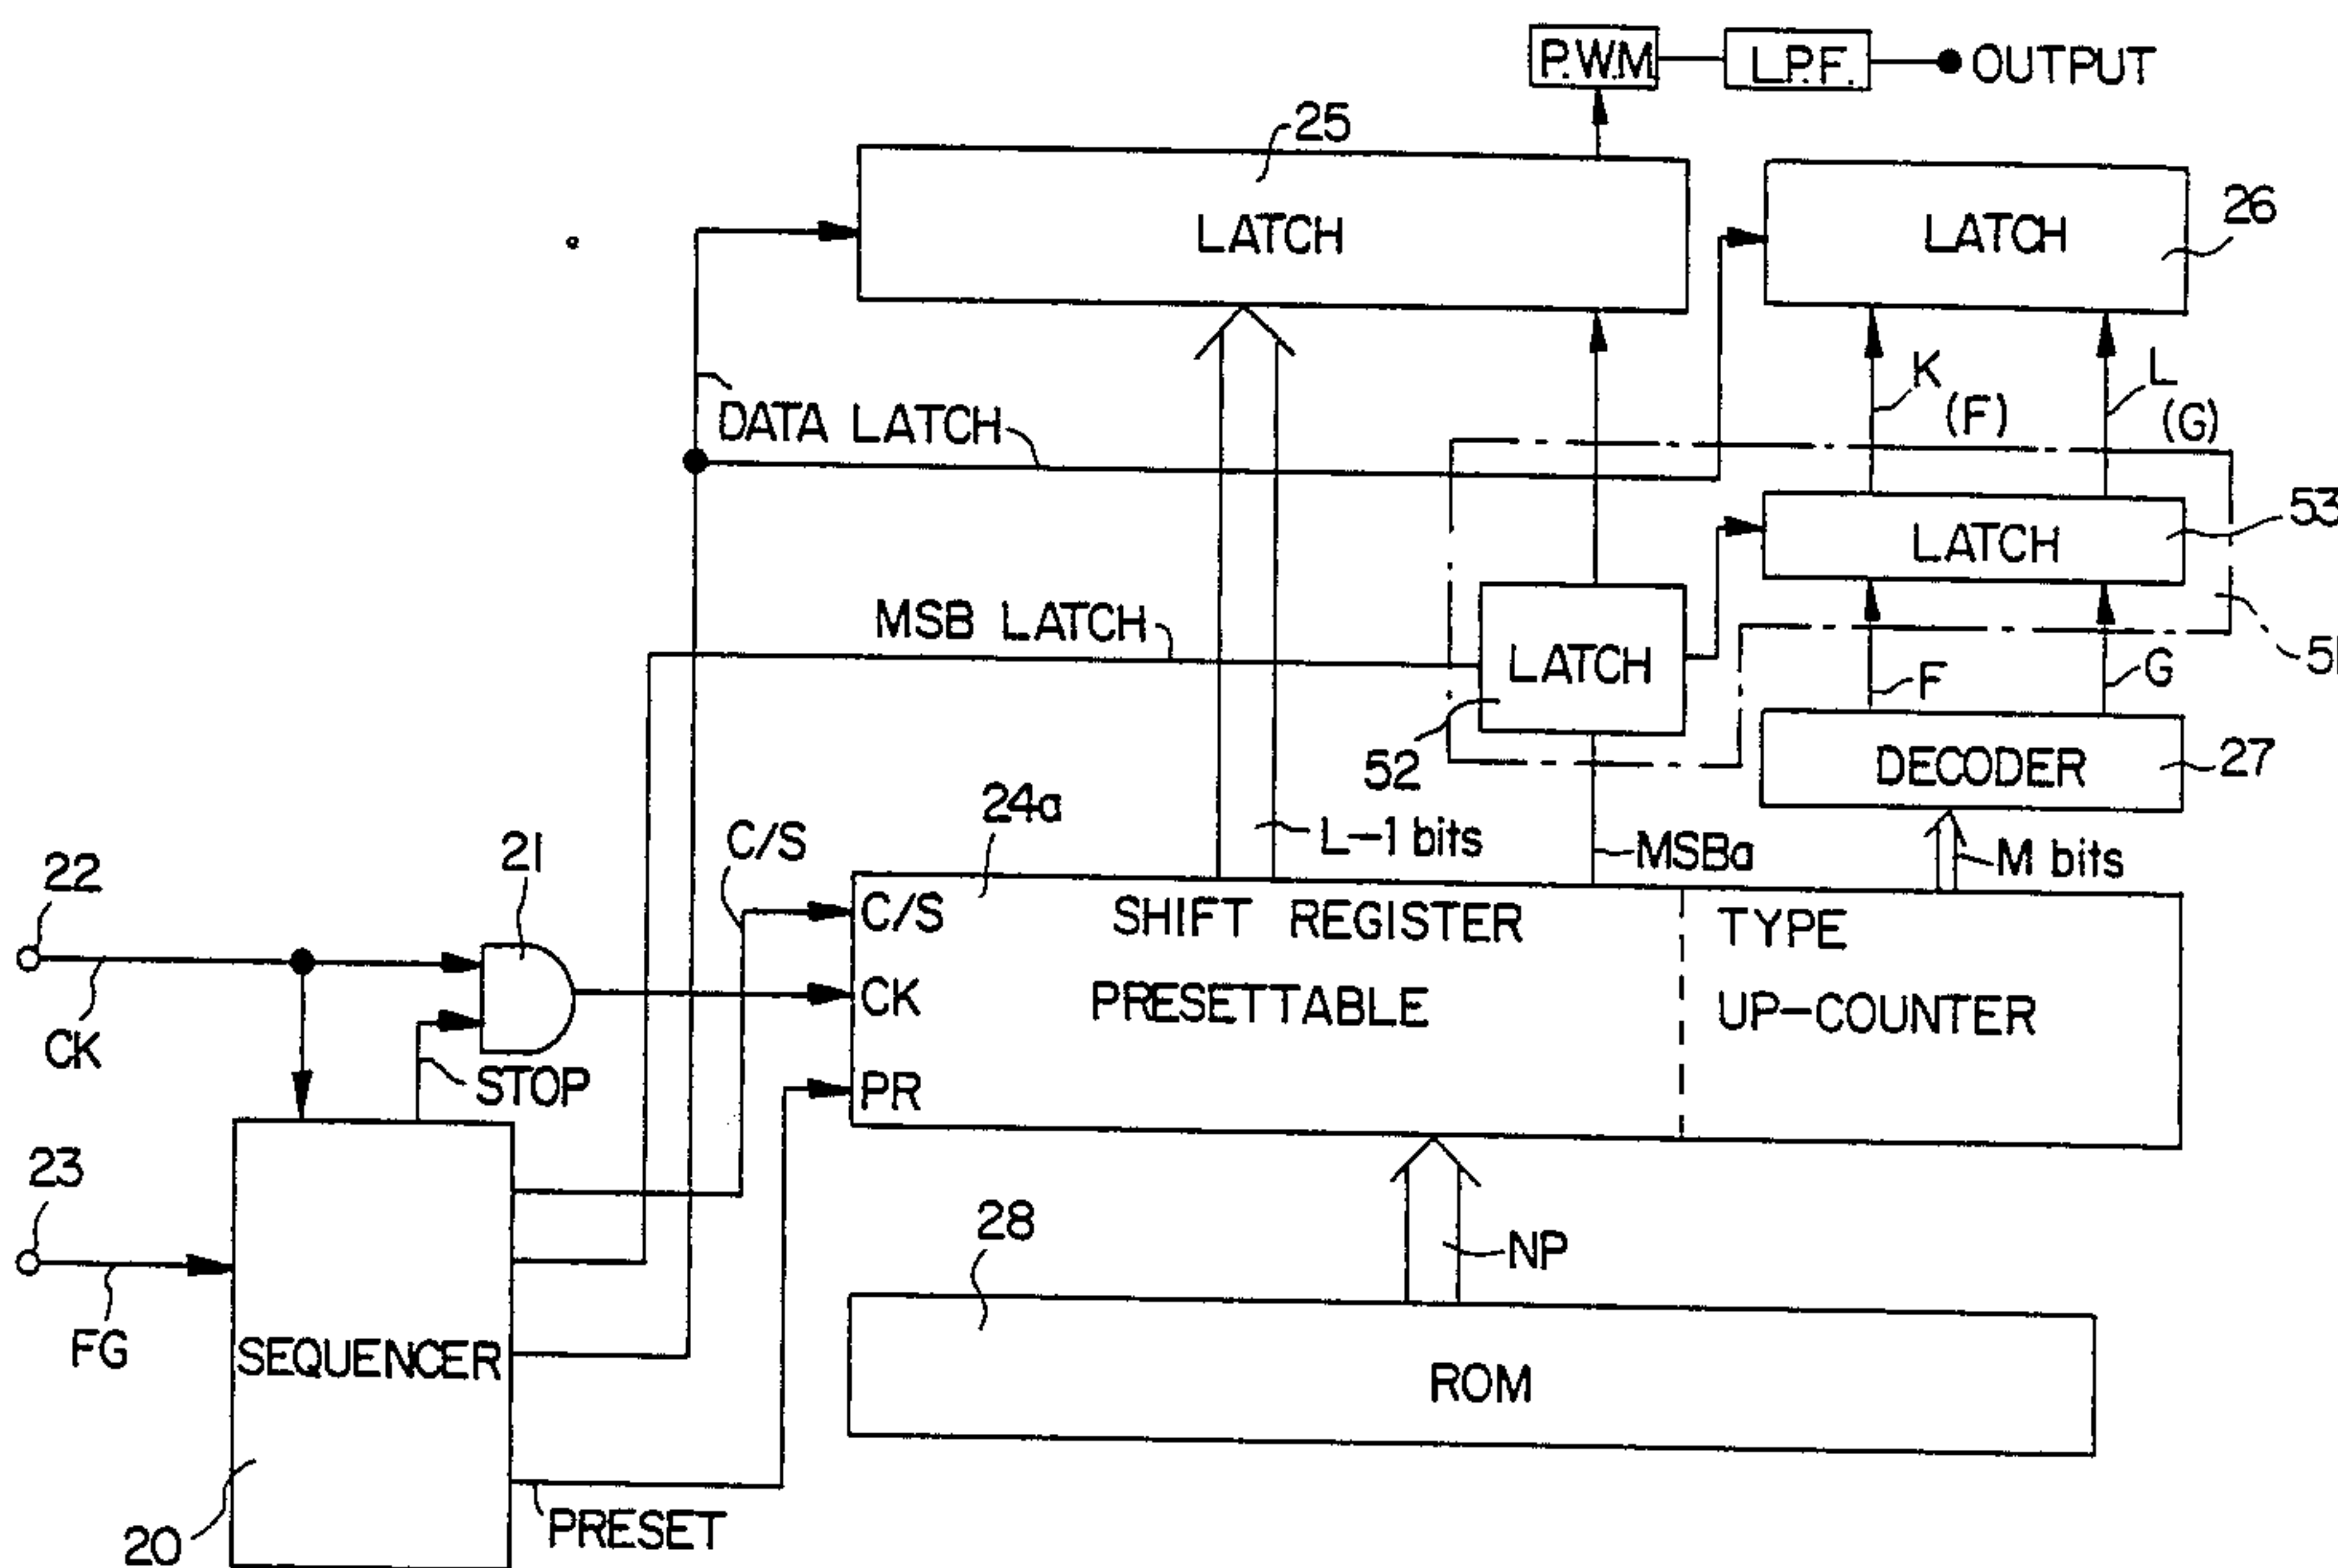 P.W.M
L.P.F.
OUTPUT
25
LATCH
LATCH
26
K
(F)
L
(G)
DATA LATCH
LATCH
53
MSB LATCH
LATCH
52
51
F
G
DECODER
27
24a
L-1 bits
MSBa
M bits
21
22
CK
C/S
STOP
C/S
CK
PR
SHIFT REGISTER
PRESETTABLE
TYPE
UP-COUNTER
23
FG
SEQUENCER
20
PRESET
28
NP
ROM